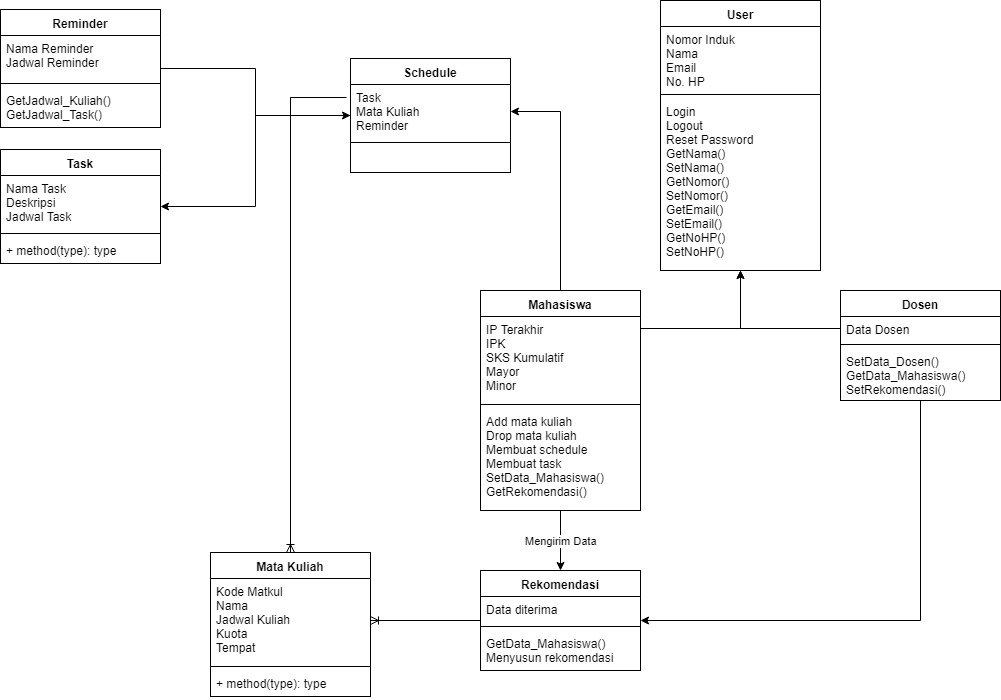 Reminder
Nama Reminder
Jadwal Reminder
GetJadwal_Kuliah()
GetJadwal_Task()
Task
Nama Task
Deskripsi
Jadwal Task
+ method(type): type
Schedule
Task
Mata Kuliah
Reminder
User
Nomor Induk
Nama
Email
No. HP
Login
Logout
Reset Password
GetNama()
SetNama()
GetNomor()
SetNomor()
GetEmail()
SetEmail()
GetNoHP()
SetNoHP()
Mahasiswa
IP Terakhir
IPK
SKS Kumulatif
Mayor
Minor
Add mata kuliah
Drop mata kuliah
Membuat schedule
Membuat task
SetData_Mahasiswa()
GetRekomendasi()
Dosen
Data Dosen
SetData_Dosen()
GetData_Mahasiswa()
SetRekomendasi()
Mengirim Data
Mata Kuliah
Kode Matkul
Nama
Jadwal Kuliah
Kuota
Tempat
+ method(type): type
Rekomendasi
Data diterima
GetData_Mahasiswa()
Menyusun rekomendasi